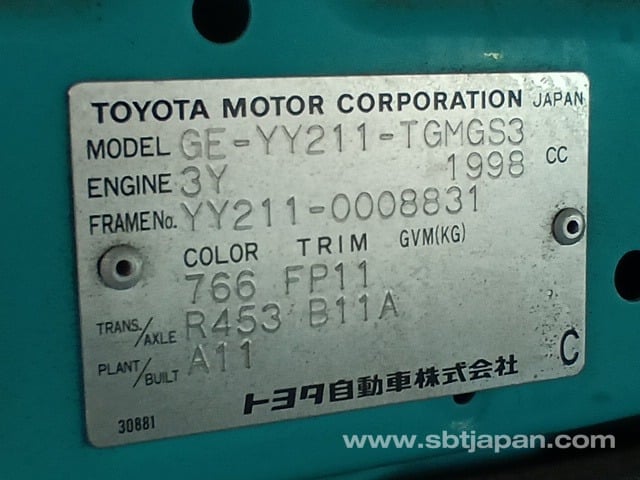 TOYOTA MOTOR CORPORATION JAPAN
MODEL GE-YY211-TGMGS3
ENGINE 3Y 1998 CC
FRAME No. YY211-0008831
COLOR TRIM GVM(KG)
766 FP11
TRANS./AXLE R453 B11A
PLANT/BUILT A11
C
トヨタ自動車株式会社
30881
www.sbtjapan.com